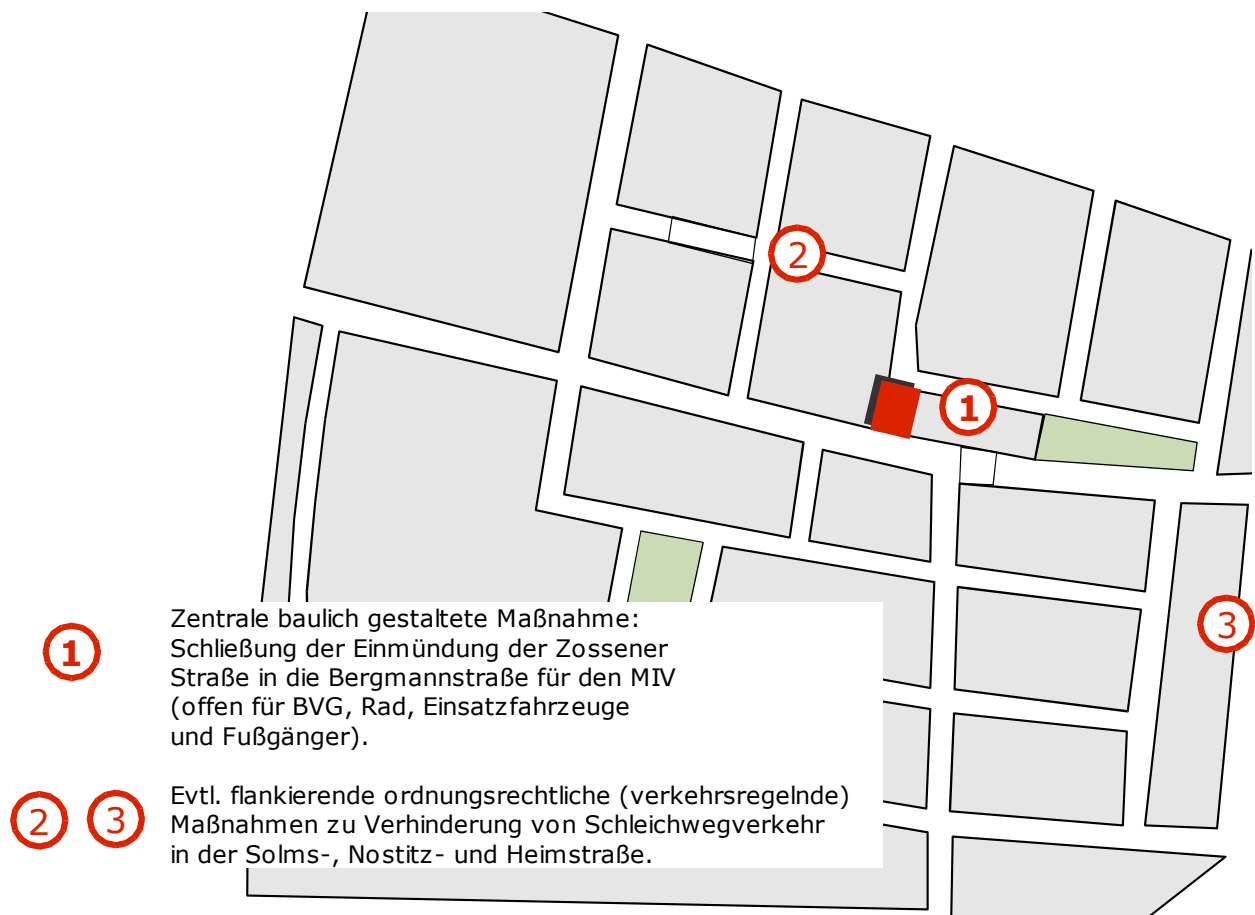 2
1
3
1
Zentrale baulich gestaltete Maßnahme:
Schließung der Einmündung der Zossener
Straße in die Bergmannstraße für den MIV
(offen für BVG, Rad, Einsatzfahrzeuge
und Fußgänger).
2 3
Evtl. flankierende ordnungsrechtliche (verkehrsregelnde)
Maßnahmen zu Verhinderung von Schleichwegverkehr
in der Solms-, Nostitz- und Heimstraße.